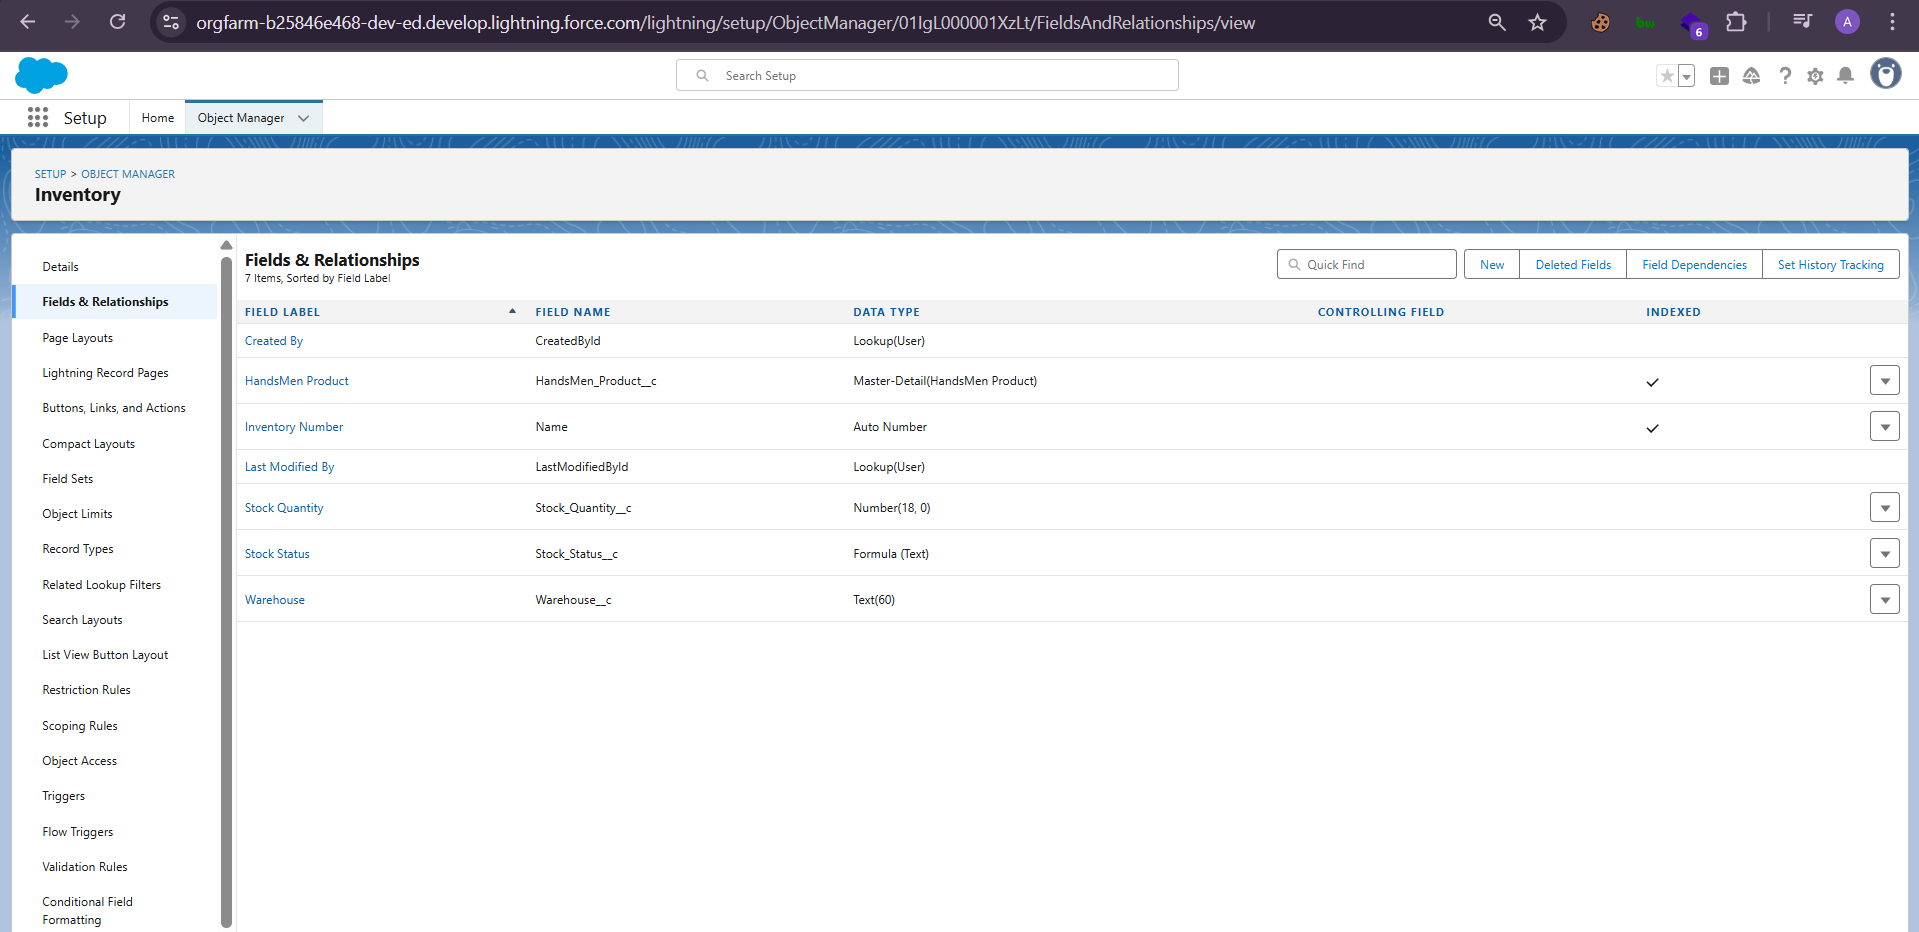 orgfarm-b25846e468-dev-ed.develop.lightning.force.com/lightning/setup/ObjectManager/01IgL000001XzLt/FieldsAndRelationships/view
bw
6
A
Search Setup
Setup
Home
Object Manager
SETUP > OBJECT MANAGER
Inventory
Details
Fields & Relationships
Page Layouts
Lightning Record Pages
Buttons, Links, and Actions
Compact Layouts
Field Sets
Object Limits
Record Types
Related Lookup Filters
Search Layouts
List View Button Layout
Restriction Rules
Scoping Rules
Object Access
Triggers
Flow Triggers
Validation Rules
Conditional Field
Formatting
Fields & Relationships
7 Items, Sorted by Field Label
Quick Find
New
Deleted Fields
Field Dependencies
Set History Tracking
FIELD LABEL FIELD NAME DATA TYPE CONTROLLING FIELD INDEXED
Created By CreatedById Lookup(User)
HandsMen Product HandsMen_Product__c Master-Detail(HandsMen Product)
Inventory Number Name Auto Number
Last Modified By LastModifiedById Lookup(User)
Stock Quantity Stock_Quantity__c Number(18, 0)
Stock Status Stock_Status__c Formula (Text)
Warehouse Warehouse__c Text(60)